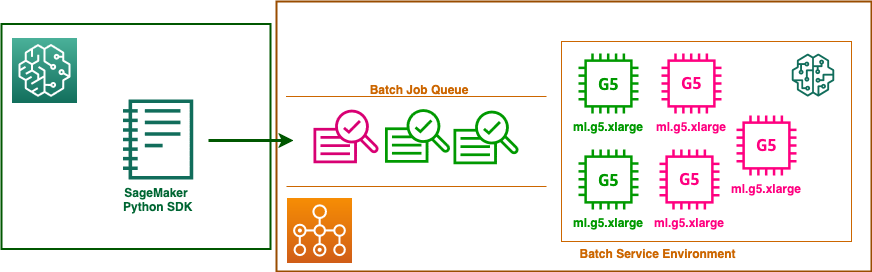 SageMaker
Python SDK
Batch Job Queue
G5
ml.g5.xlarge
G5
ml.g5.xlarge
G5
ml.g5.xlarge
G5
ml.g5.xlarge
G5
ml.g5.xlarge
Batch Service Environment